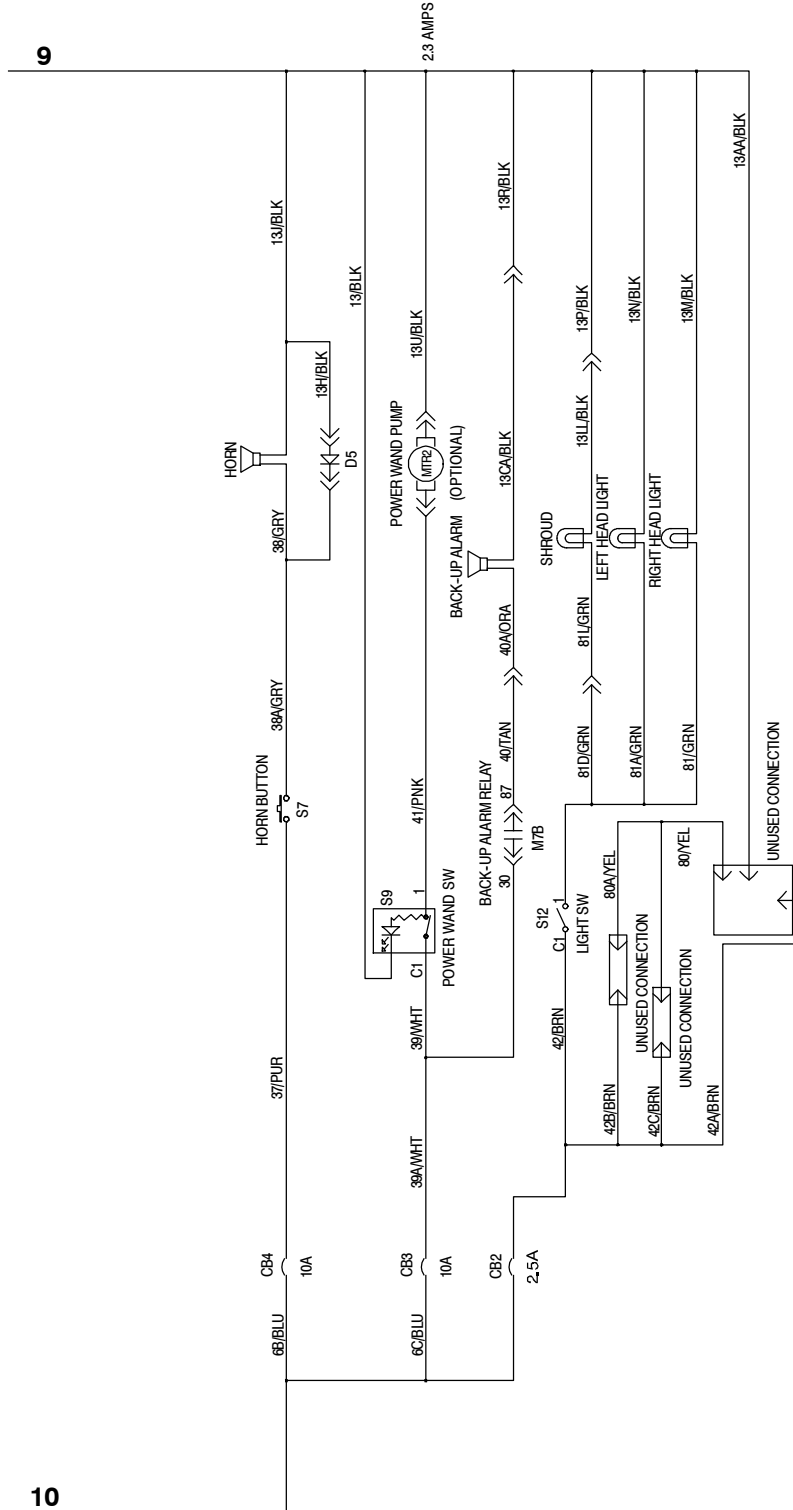 9
10
6B/BLU
CB4
10A
37/PUR
HORN BUTTON
S7
38A/GRY
38/GRY
HORN
D5
13H/BLK
13J/BLK
13/BLK
6C/BLU
CB3
10A
39A/WHT
39/WHT
C1
S9
1
POWER WAND SW
41/PNK
POWER WAND PUMP
MTR2
(OPTIONAL)
13U/BLK
2.3 AMPS
BACK-UP ALARM RELAY
30
87
M7B
40/TAN
40A/ORA
BACK-UP ALARM
13CA/BLK
13R/BLK
CB2
2.5A
42/BRN
S12
C1
1
LIGHT SW
81D/GRN
81L/GRN
SHROUD
13LL/BLK
13P/BLK
81A/GRN
LEFT HEAD LIGHT
13N/BLK
81/GRN
RIGHT HEAD LIGHT
13M/BLK
42B/BRN
UNUSED CONNECTION
80A/YEL
42C/BRN
UNUSED CONNECTION
80/YEL
42A/BRN
UNUSED CONNECTION
13AA/BLK